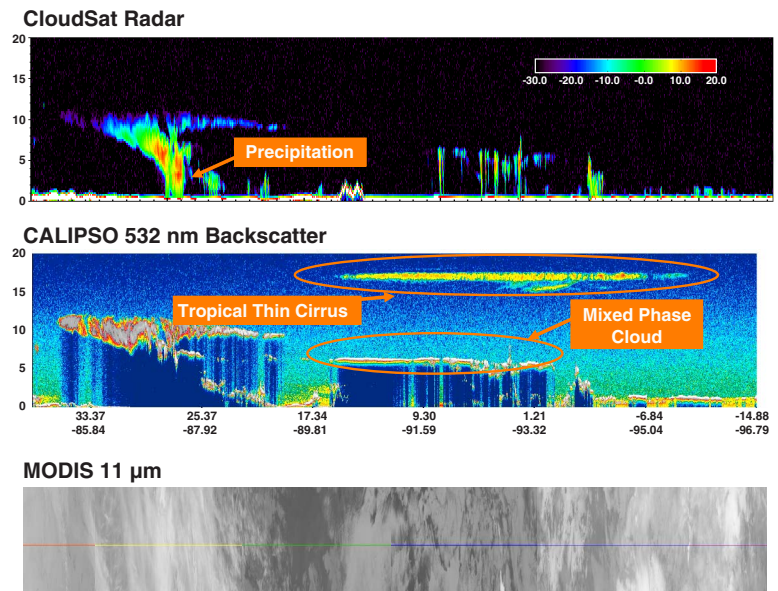 CloudSat Radar
20
15
10
5
0
-30.0 -20.0 -10.0 -0.0 10.0 20.0
Precipitation
CALIPSO 532 nm Backscatter
20
15
10
5
0
Tropical Thin Cirrus
Mixed Phase
Cloud
33.37 25.37 17.34 9.30 1.21 -6.84 -14.88
-85.84 -87.92 -89.81 -91.59 -93.32 -95.04 -96.79
MODIS 11 µm